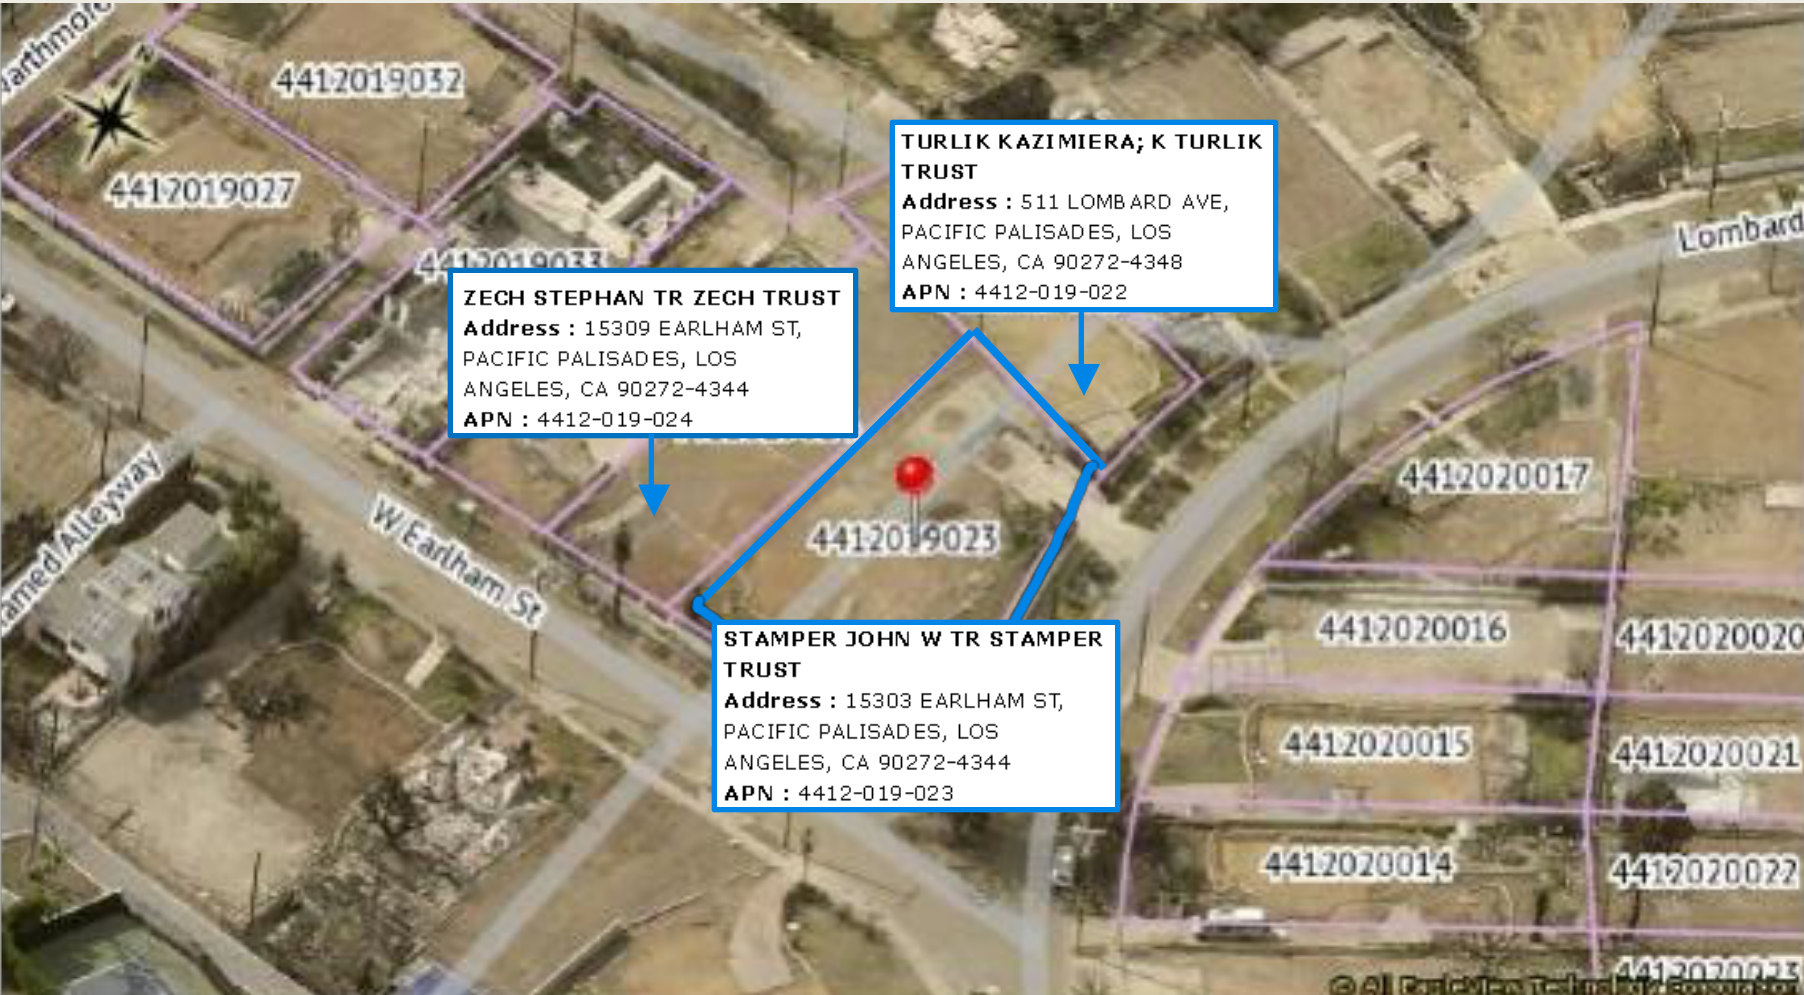 4412019032
4412019027
4412019033
TURLIK KAZIMIERA; K TURLIK
TRUST
Address : 511 LOMBARD AVE,
PACIFIC PALISADES, LOS
ANGELES, CA 90272-4348
APN : 4412-019-022
Lombard
ZECH STEPHAN TR ZECH TRUST
Address : 15309 EARLHAM ST,
PACIFIC PALISADES, LOS
ANGELES, CA 90272-4344
APN : 4412-019-024
Alleyway
W Earlham St
4412019023
4412020017
4412020016
4412020020
STAMPER JOHN W TR STAMPER
TRUST
Address : 15303 EARLHAM ST,
PACIFIC PALISADES, LOS
ANGELES, CA 90272-4344
APN : 4412-019-023
4412020015
4412020021
4412020014
4412020022
4412020023